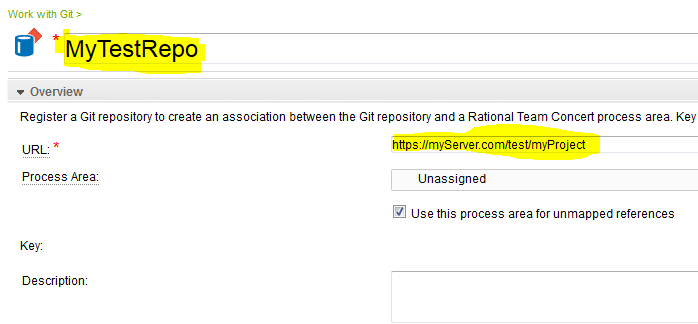 Work with Git >
* MyTestRepo
Overview
Register a Git repository to create an association between the Git repository and a Rational Team Concert process area. Key
URL: * https://myServer.com/test/myProject
Process Area: Unassigned
Use this process area for unmapped references
Key:
Description: